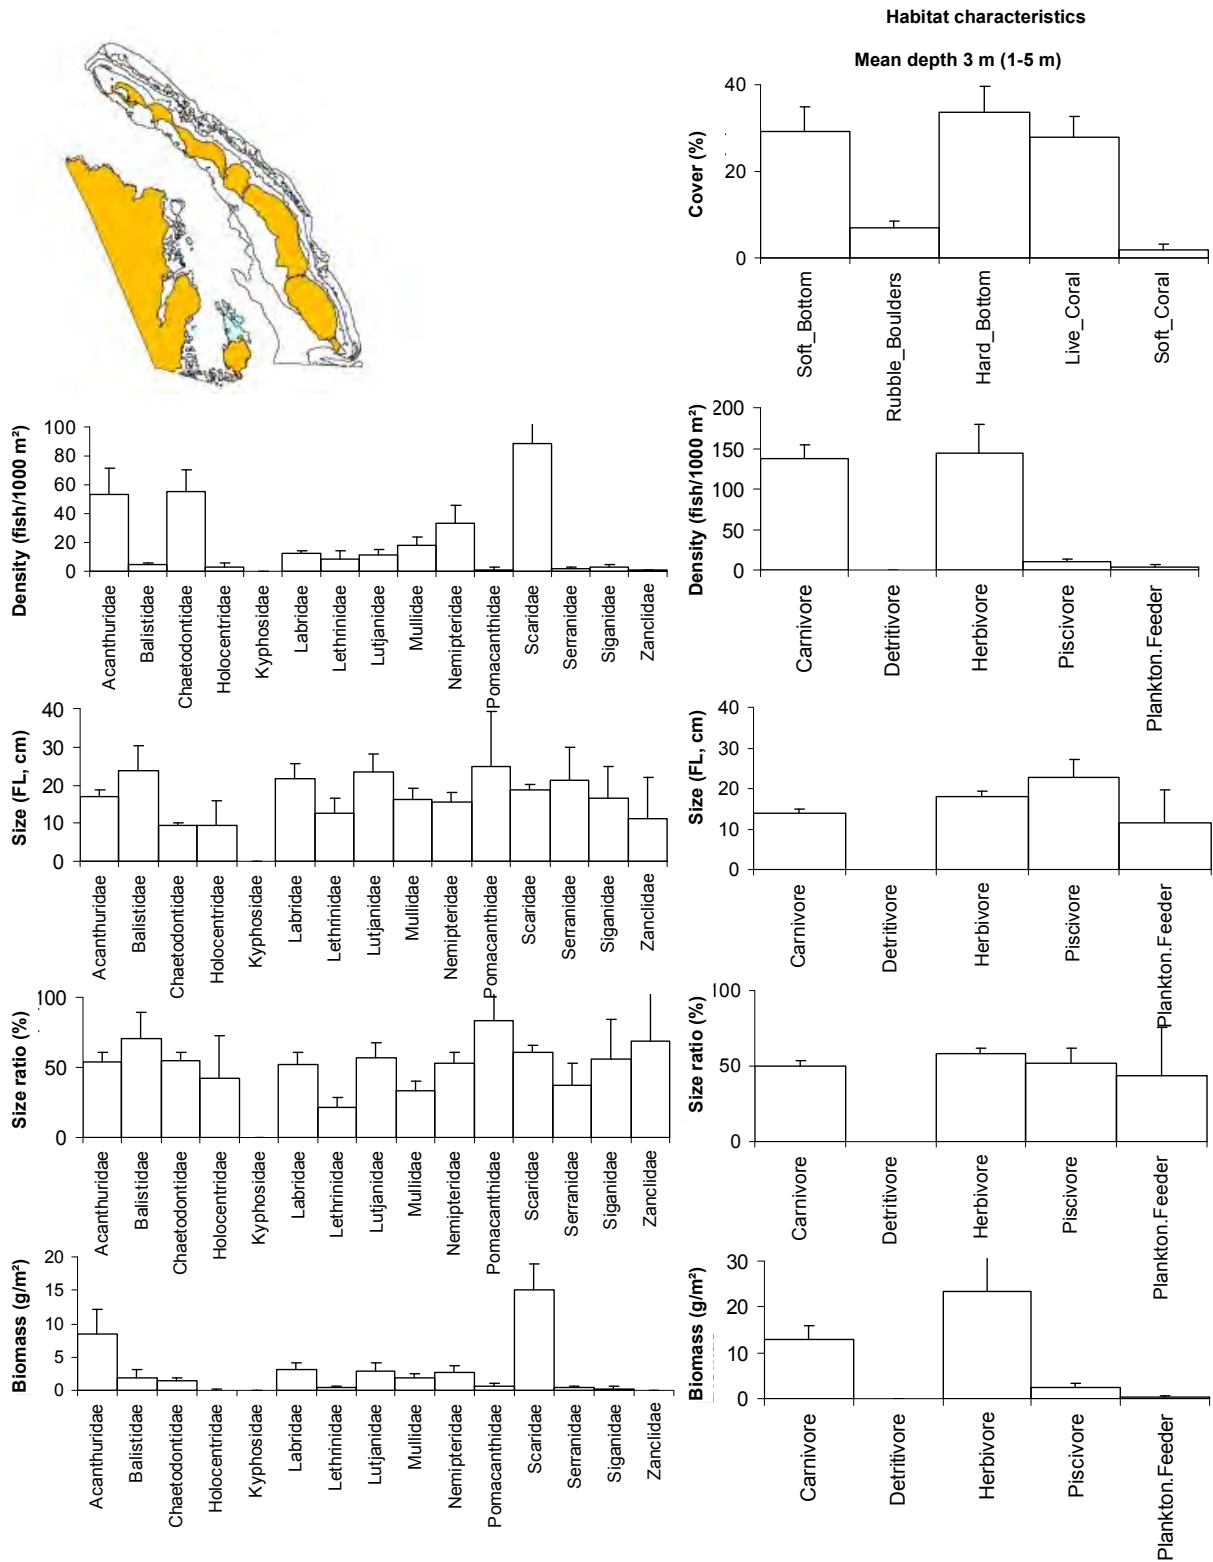 Habitat characteristics
Mean depth 3 m (1-5 m)
Cover (%)
40
20
0
Soft_Bottom
Rubble_Boulders
Hard_Bottom
Live_Coral
Soft_Coral
Density (fish/1000 m²)
100
80
60
40
20
0
Acanthuridae
Balistidae
Chaetodontidae
Holocentridae
Kyphosidae
Labridae
Lethrinidae
Lutjanidae
Mullidae
Nemipteridae
Pomacanthidae
Scaridae
Serranidae
Siganidae
Zanclidae
Density (fish/1000 m²)
200
150
100
50
0
Carnivore
Detritivore
Herbivore
Piscivore
Plankton.Feeder
Size (FL, cm)
40
30
20
10
0
Acanthuridae
Balistidae
Chaetodontidae
Holocentridae
Kyphosidae
Labridae
Lethrinidae
Lutjanidae
Mullidae
Nemipteridae
Pomacanthidae
Scaridae
Serranidae
Siganidae
Zanclidae
Size (FL, cm)
40
30
20
10
0
Carnivore
Detritivore
Herbivore
Piscivore
Plankton.Feeder
Size ratio (%)
100
50
0
Acanthuridae
Balistidae
Chaetodontidae
Holocentridae
Kyphosidae
Labridae
Lethrinidae
Lutjanidae
Mullidae
Nemipteridae
Pomacanthidae
Scaridae
Serranidae
Siganidae
Zanclidae
Size ratio (%)
100
50
0
Carnivore
Detritivore
Herbivore
Piscivore
Plankton.Feeder
Biomass (g/m²)
20
15
10
5
0
Acanthuridae
Balistidae
Chaetodontidae
Holocentridae
Kyphosidae
Labridae
Lethrinidae
Lutjanidae
Mullidae
Nemipteridae
Pomacanthidae
Scaridae
Serranidae
Siganidae
Zanclidae
Biomass (g/m²)
30
20
10
0
Carnivore
Detritivore
Herbivore
Piscivore
Plankton.Feeder